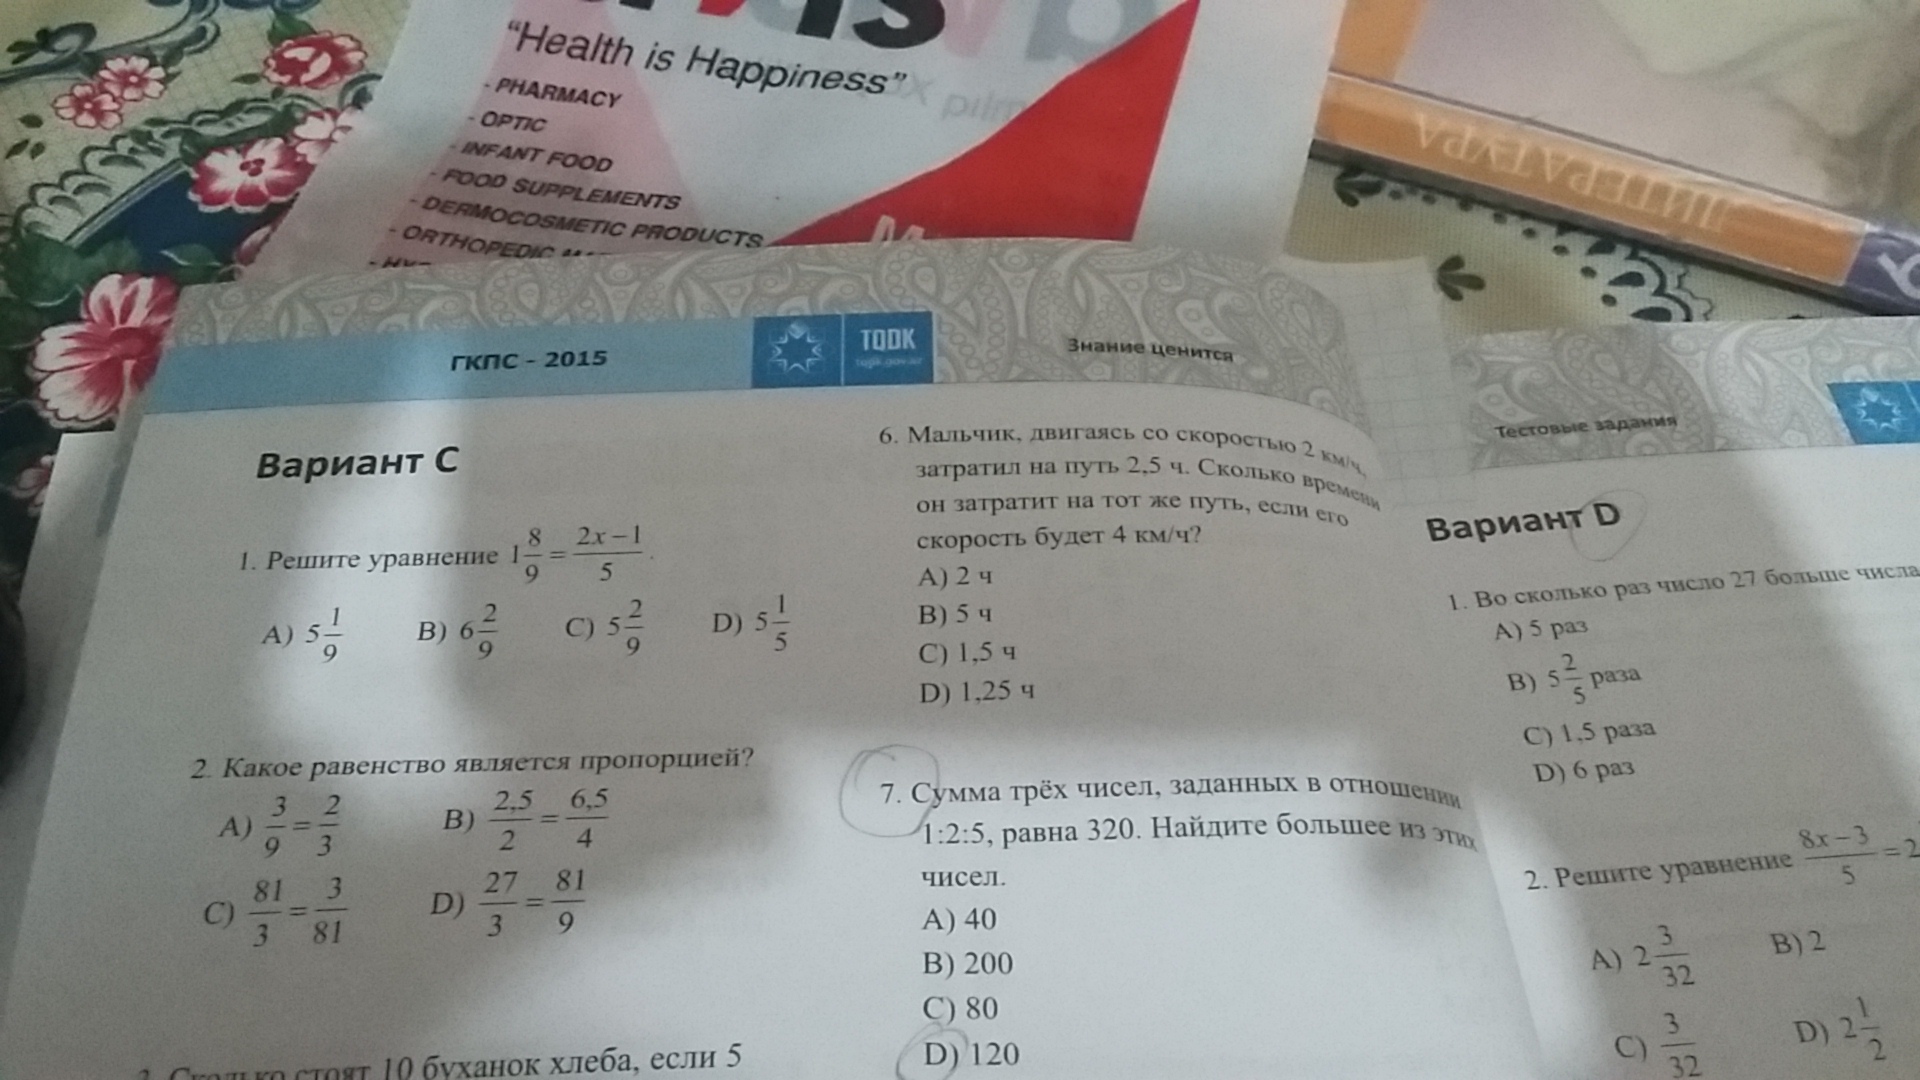 "Health is Happiness"
- PHARMACY
- OPTIC
- INFANT FOOD
- FOOD SUPPLEMENTS
- DERMOCOSMETIC PRODUCTS
- ORTHOPEDIC
ЛИТЕРАТУРА
ГКПС - 2015
TQDK
tqdk.gov.az
Знание ценится
Вариант C
1. Решите уравнение 1 8/9 = (2x – 1)/5.
A) 5 1/9 B) 6 2/9 C) 5 2/9 D) 5 1/5
2. Какое равенство является пропорцией?
A) 3/9 = 2/3 B) 2,5/2 = 6,5/4
C) 81/3 = 3/81 D) 27/3 = 81/9
3. Сколько стоят 10 буханок хлеба, если 5
6. Мальчик, двигаясь со скоростью 2 км/ч,
затратил на путь 2,5 ч. Сколько времени
он затратит на тот же путь, если его
скорость будет 4 км/ч?
A) 2 ч
B) 5 ч
C) 1,5 ч
D) 1,25 ч
7. Сумма трёх чисел, заданных в отношении
1:2:5, равна 320. Найдите большее из этих
чисел.
A) 40
B) 200
C) 80
D) 120
Тестовые задания
Вариант D
1. Во сколько раз число 27 больше числа
A) 5 раз
B) 5 2/5 раза
C) 1,5 раза
D) 6 раз
2. Решите уравнение (8x – 3)/5 = 2
A) 2 3/32 B) 2
C) 3/32 D) 2 1/2